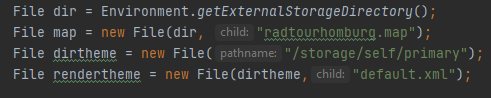 File dir = Environment.getExternalStorageDirectory();
File map = new File(dir, child: "radtourhomburg.map");
File dirtheme = new File( pathname: "/storage/self/primary");
File rendertheme = new File(dirtheme, child: "default.xml");